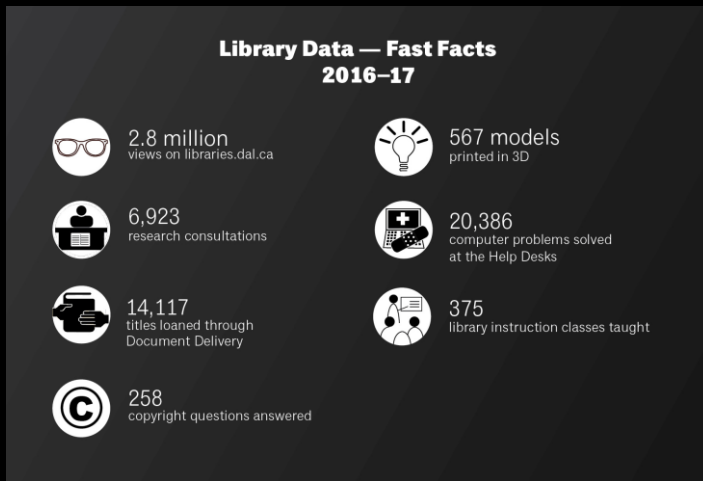 Library Data — Fast Facts
2016–17
2.8 million
views on libraries.dal.ca
6,923
research consultations
14,117
titles loaned through
Document Delivery
258
copyright questions answered
567 models
printed in 3D
20,386
computer problems solved
at the Help Desks
375
library instruction classes taught